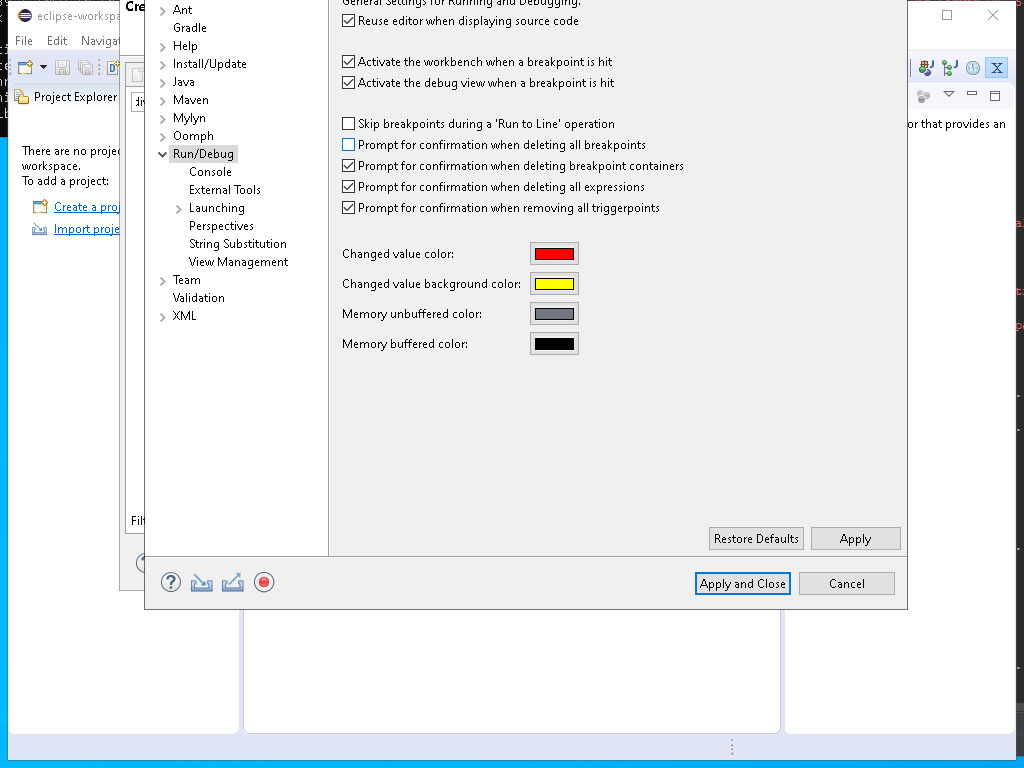 eclipse-workspa
Cre
File Edit Navigat
Project Explorer
There are no projec
workspace.
To add a project:
Create a proj
Import proje
Filt
Ant
Gradle
Help
Install/Update
Java
Maven
Mylyn
Oomph
Run/Debug
Console
External Tools
Launching
Perspectives
String Substitution
View Management
Team
Validation
XML
General Settings for Running and Debugging.
Reuse editor when displaying source code
Activate the workbench when a breakpoint is hit
Activate the debug view when a breakpoint is hit
Skip breakpoints during a 'Run to Line' operation
Prompt for confirmation when deleting all breakpoints
Prompt for confirmation when deleting breakpoint containers
Prompt for confirmation when deleting all expressions
Prompt for confirmation when removing all triggerpoints
Changed value color:
Changed value background color:
Memory unbuffered color:
Memory buffered color:
Restore Defaults Apply
Apply and Close Cancel
or that provides an